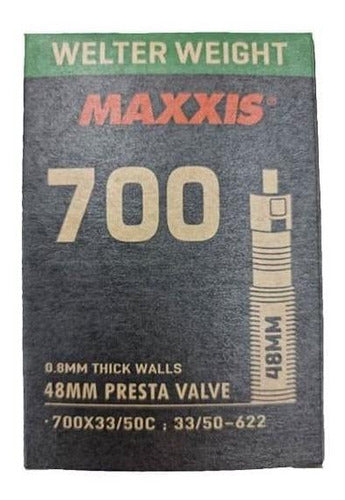 WELTER WEIGHT
MAXXIS®
700
48MM
0.8MM THICK WALLS
48MM PRESTA VALVE
·700X33/50C ; 33/50-622